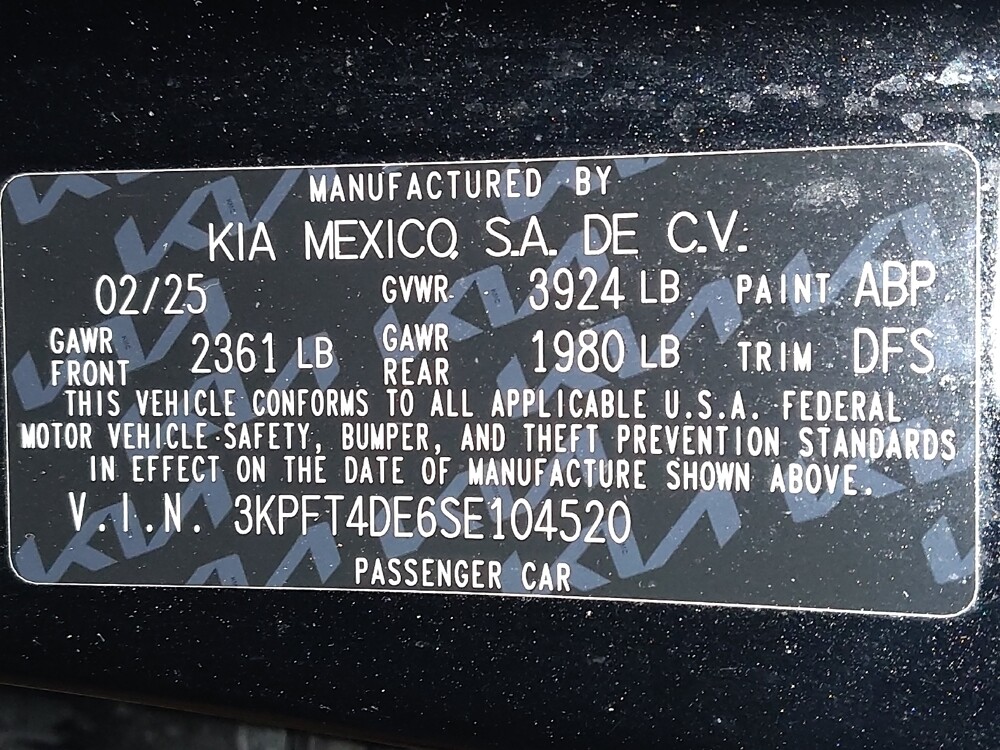 MANUFACTURED BY
KIA MEXICO, S.A. DE C.V.
02/25 GVWR 3924 LB PAINT ABP
GAWR FRONT 2361 LB GAWR REAR 1980 LB TRIM DFS
THIS VEHICLE CONFORMS TO ALL APPLICABLE U.S.A. FEDERAL
MOTOR VEHICLE SAFETY, BUMPER, AND THEFT PREVENTION STANDARDS
IN EFFECT ON THE DATE OF MANUFACTURE SHOWN ABOVE.
V.I.N. 3KPFT4DE6SE104520
PASSENGER CAR